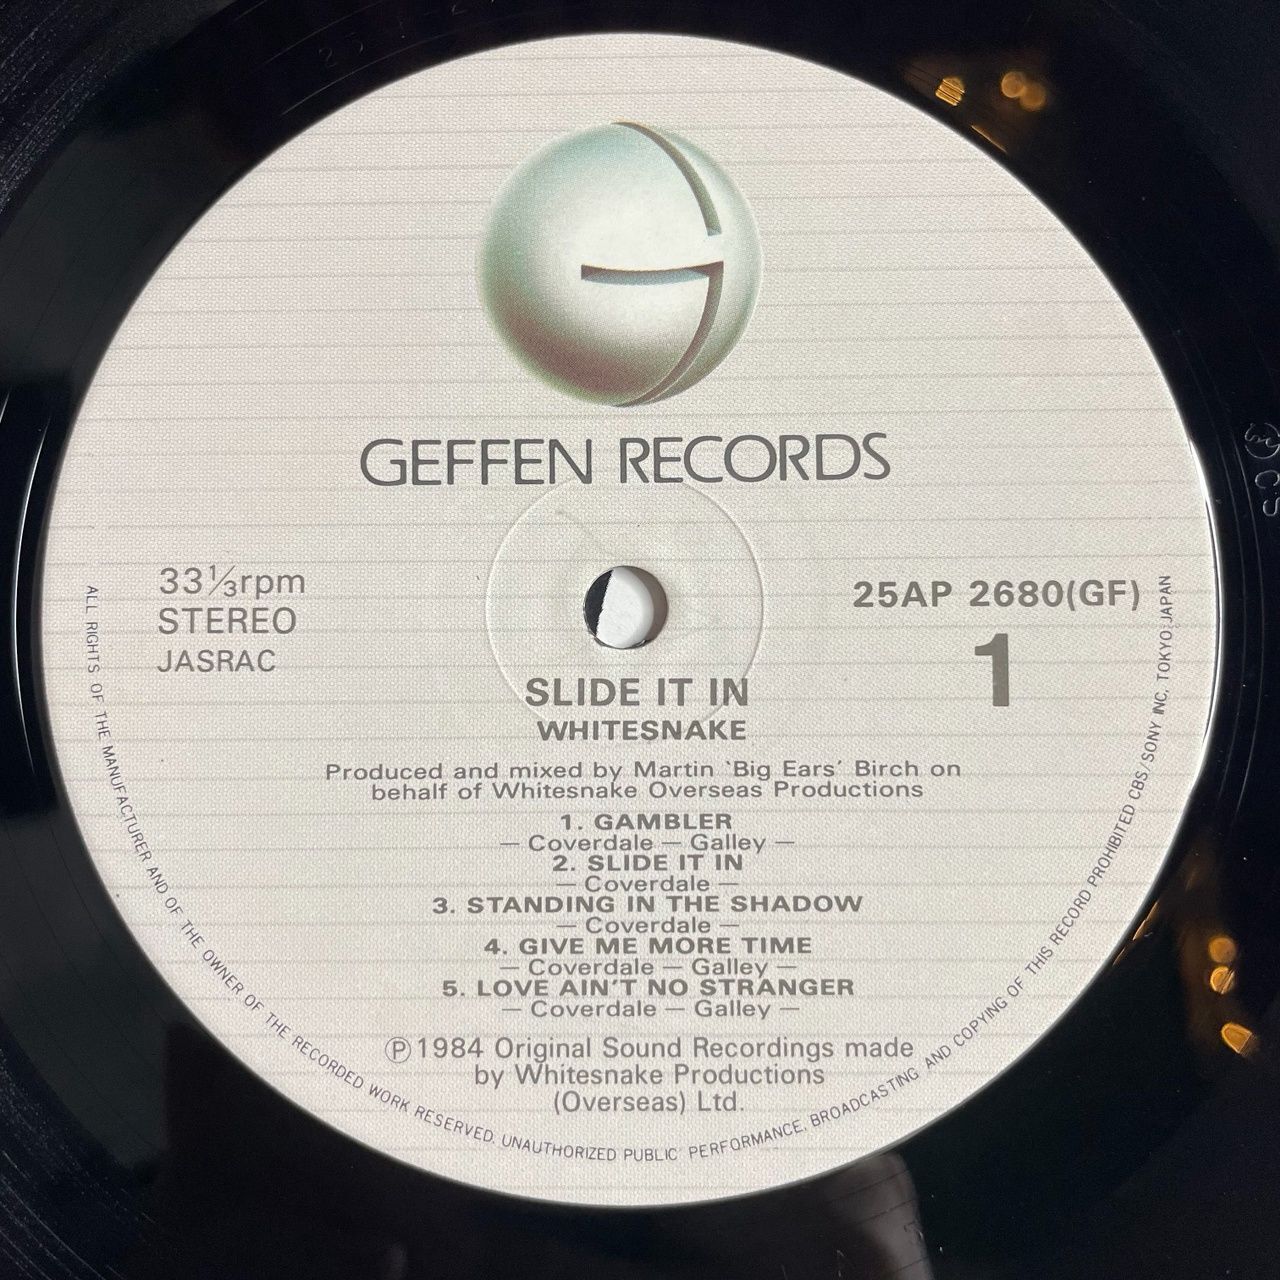 GEFFEN RECORDS
33⅓rpm
STEREO
JASRAC
25AP 2680(GF)
1
SLIDE IT IN
WHITESNAKE
Produced and mixed by Martin ‵Big Ears′ Birch on
behalf of Whitesnake Overseas Productions
1. GAMBLER
— Coverdale — Galley —
2. SLIDE IT IN
— Coverdale —
3. STANDING IN THE SHADOW
— Coverdale —
4. GIVE ME MORE TIME
— Coverdale — Galley —
5. LOVE AIN'T NO STRANGER
— Coverdale — Galley —
Ⓟ1984 Original Sound Recordings made
by Whitesnake Productions
(Overseas) Ltd.
ALL RIGHTS OF THE MANUFACTURER AND OF THE OWNER OF THE RECORDED WORK RESERVED. UNAUTHORIZED PUBLIC PERFORMANCE, BROADCASTING AND COPYING OF THIS RECORD PROHIBITED CBS/SONY INC. TOKYO JAPAN